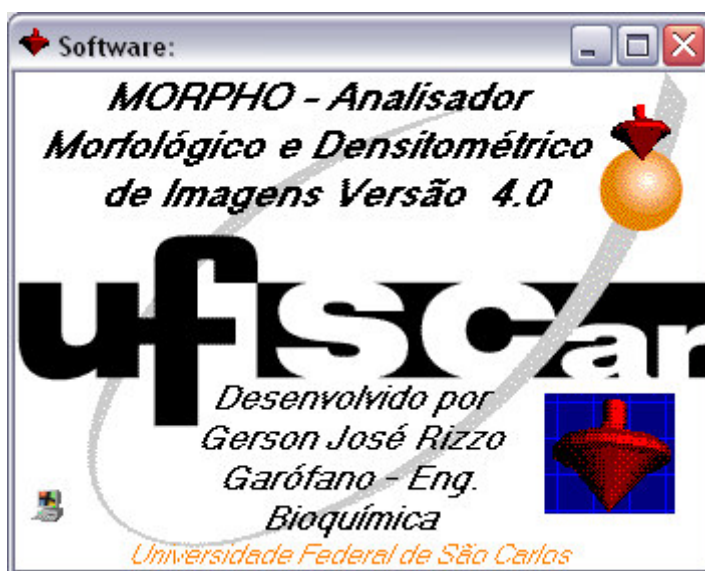 Software:
MORPHO - Analisador
Morfológico e Densitométrico
de Imagens Versão 4.0
ufSCar
Desenvolvido por
Gerson José Rizzo
Garófano - Eng.
Bioquímica
Universidade Federal de São Carlos